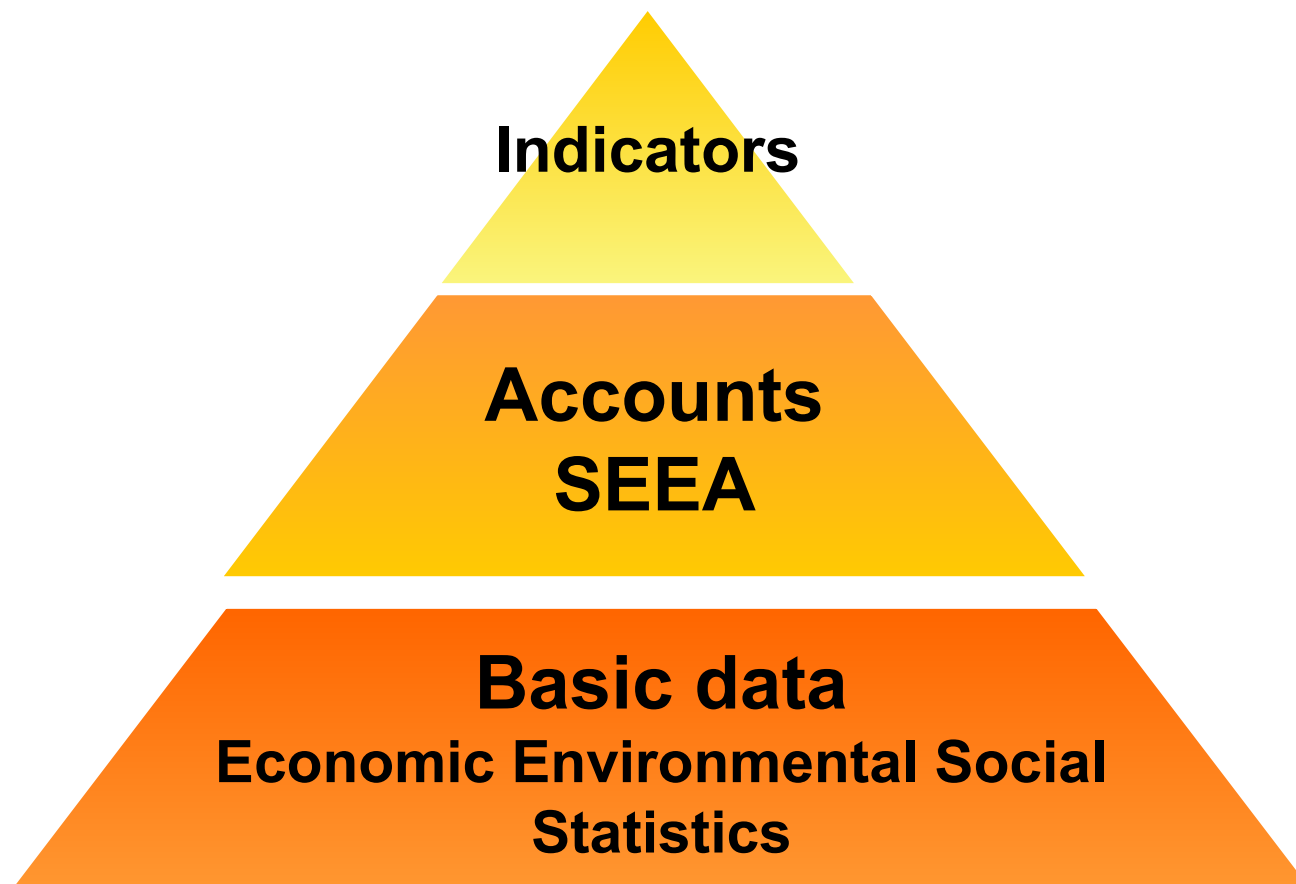 Indicators
Accounts
SEEA
Basic data
Economic Environmental Social
Statistics